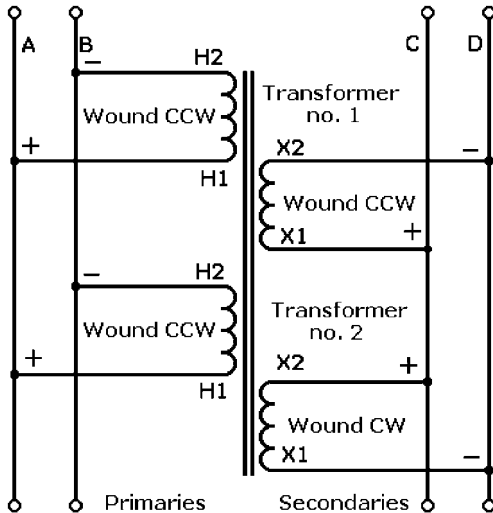 A
B
C
D
−
H2
Wound CCW
+
H1
Transformer
no. 1
X2
−
Wound CCW
X1
+
−
H2
Wound CCW
+
H1
Transformer
no. 2
X2
+
Wound CW
X1
−
Primaries
Secondaries